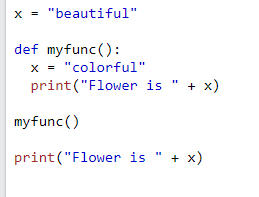 x = "beautiful"

def myfunc():
  x = "colorful"
  print("Flower is " + x)

myfunc()

print("Flower is " + x)